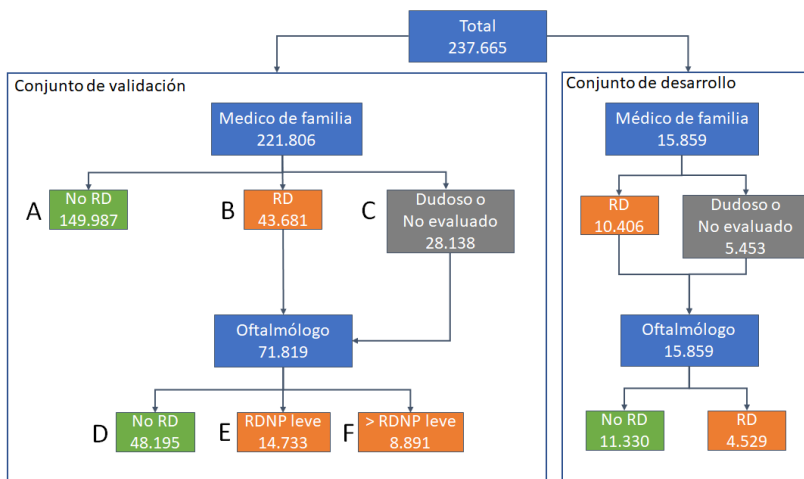 Total
237.665
Conjunto de validación
Medico de familia
221.806
A
No RD
149.987
B
RD
43.681
C
Dudoso o
No evaluado
28.138
Oftalmólogo
71.819
D
No RD
48.195
E
RDNP leve
14.733
F
> RDNP leve
8.891
Conjunto de desarrollo
Médico de familia
15.859
RD
10.406
Dudoso o
No evaluado
5.453
Oftalmólogo
15.859
No RD
11.330
RD
4.529